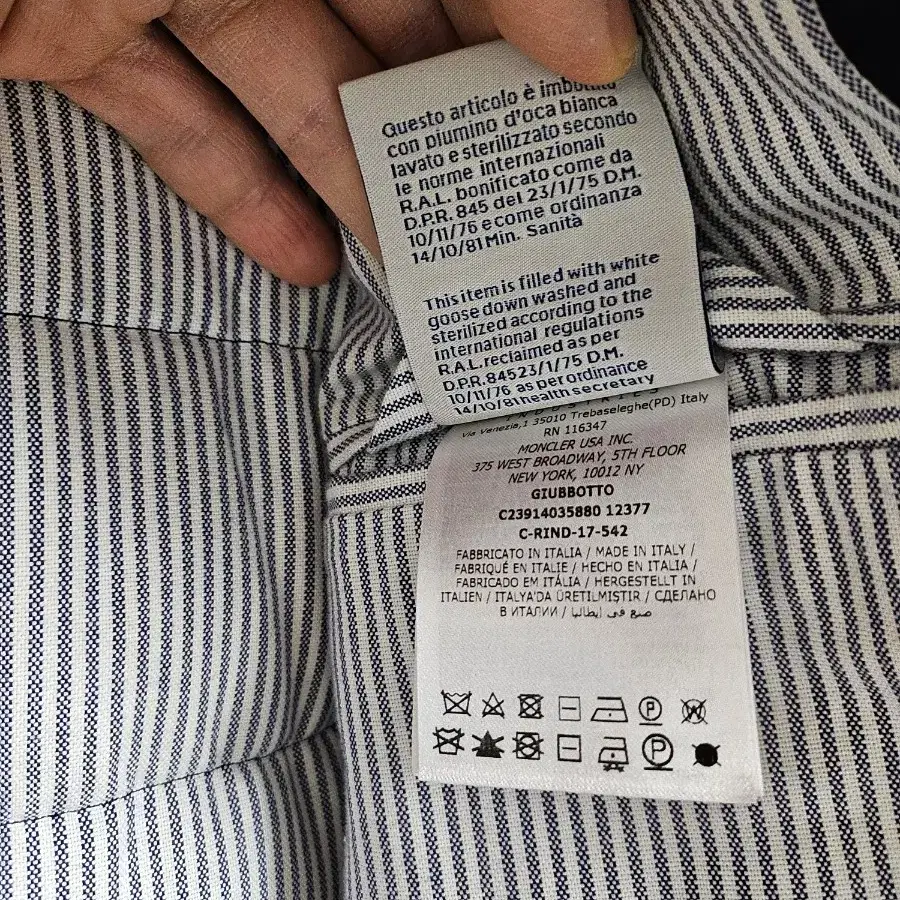 Questo articolo è imbottito
con piumino d'oca bianca
lavato e sterilizzato secondo
le norme internazionali
R.A.L. bonificato come da
D.P.R. 845 del 23/1/75 D.M.
10/11/76 e come ordinanza
14/10/81 Min. Sanità
This item is filled with white
goose down washed and
sterilized according to the
international regulations
R.A.L. reclaimed as per
D.P.R.84523/1/75 D.M.
10/11/76 as per ordinance
14/10/81 health secretary
Via Venezia,1 35010 Trebaseleghe(PD) Italy
RN 116347
MONCLER USA INC.
375 WEST BROADWAY, 5TH FLOOR
NEW YORK, 10012 NY
GIUBBOTTO
C23914035880 12377
C-RIND-17-542
FABBRICATO IN ITALIA / MADE IN ITALY /
FABRIQUÉ EN ITALIE / HECHO EN ITALIA /
FABRICADO EM ITÁLIA / HERGESTELLT IN
ITALIEN / ITALYA'DA ÜRETILMIŞTIR / СДЕЛАНО
В ИТАЛИИ / صنع في إيطاليا
P W
P